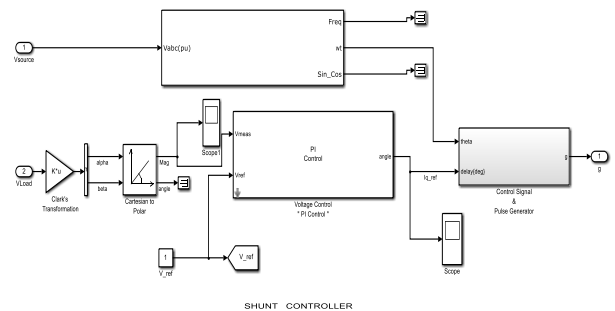 Freq
1
Vabc(pu)
wt
Vsource
Sin_Cos
Scope1
alpha
Mag
Vmeas
PI
Control
theta
1
2
K*u
angle
g
g
VLoad
beta
angle
Vref
Iq_ref
delay(deg)
Clark's
Transformation
Cartesian to
Polar
Voltage Control
" PI Control "
Control Signal
&
Pulse Generator
1
V_ref
V_ref
Scope
SHUNT CONTROLLER